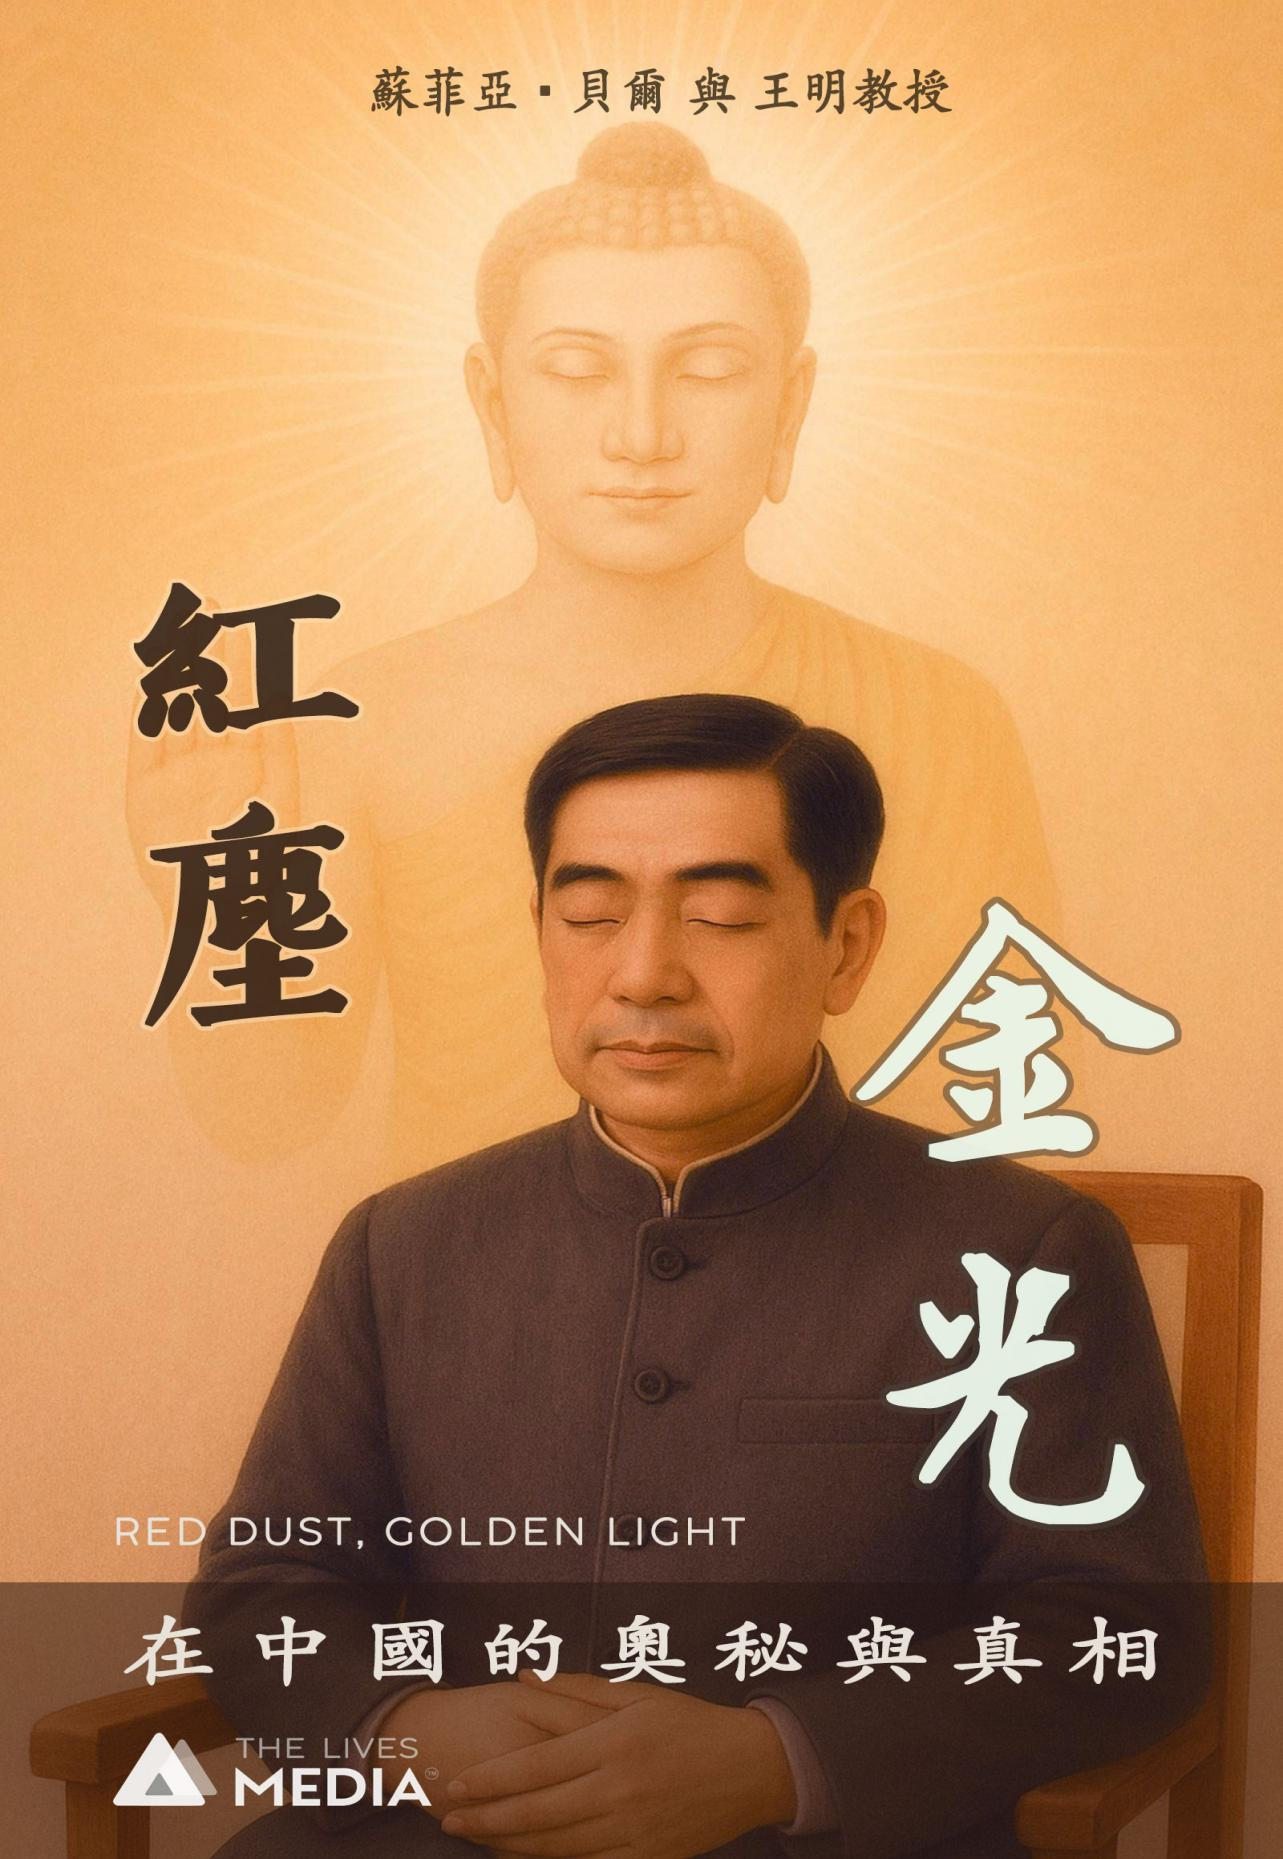 蘇菲亞·貝爾 與 王明教授
紅塵
金光
RED DUST, GOLDEN LIGHT
在中國的奧秘與真相
THE LIVES
MEDIA™